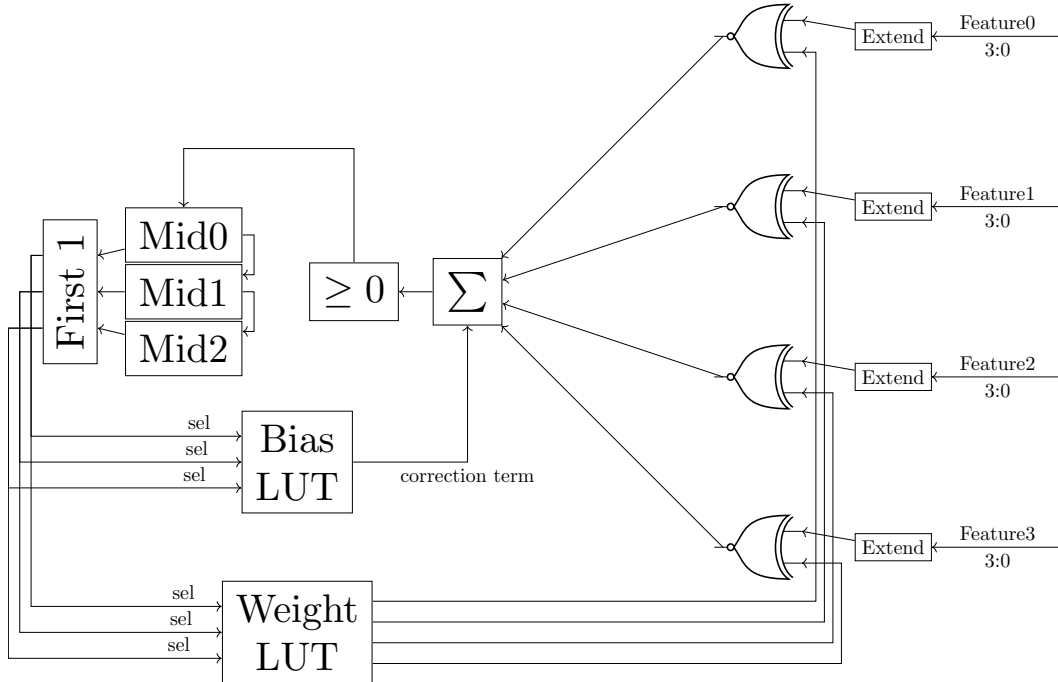 Feature0
Extend
3:0
Feature1
Extend
3:0
Mid0
First 1
Mid1
≥ 0
∑
Mid2
Feature2
Extend
3:0
sel
sel
sel
Bias
LUT
correction term
Feature3
Extend
3:0
sel
sel
sel
Weight
LUT